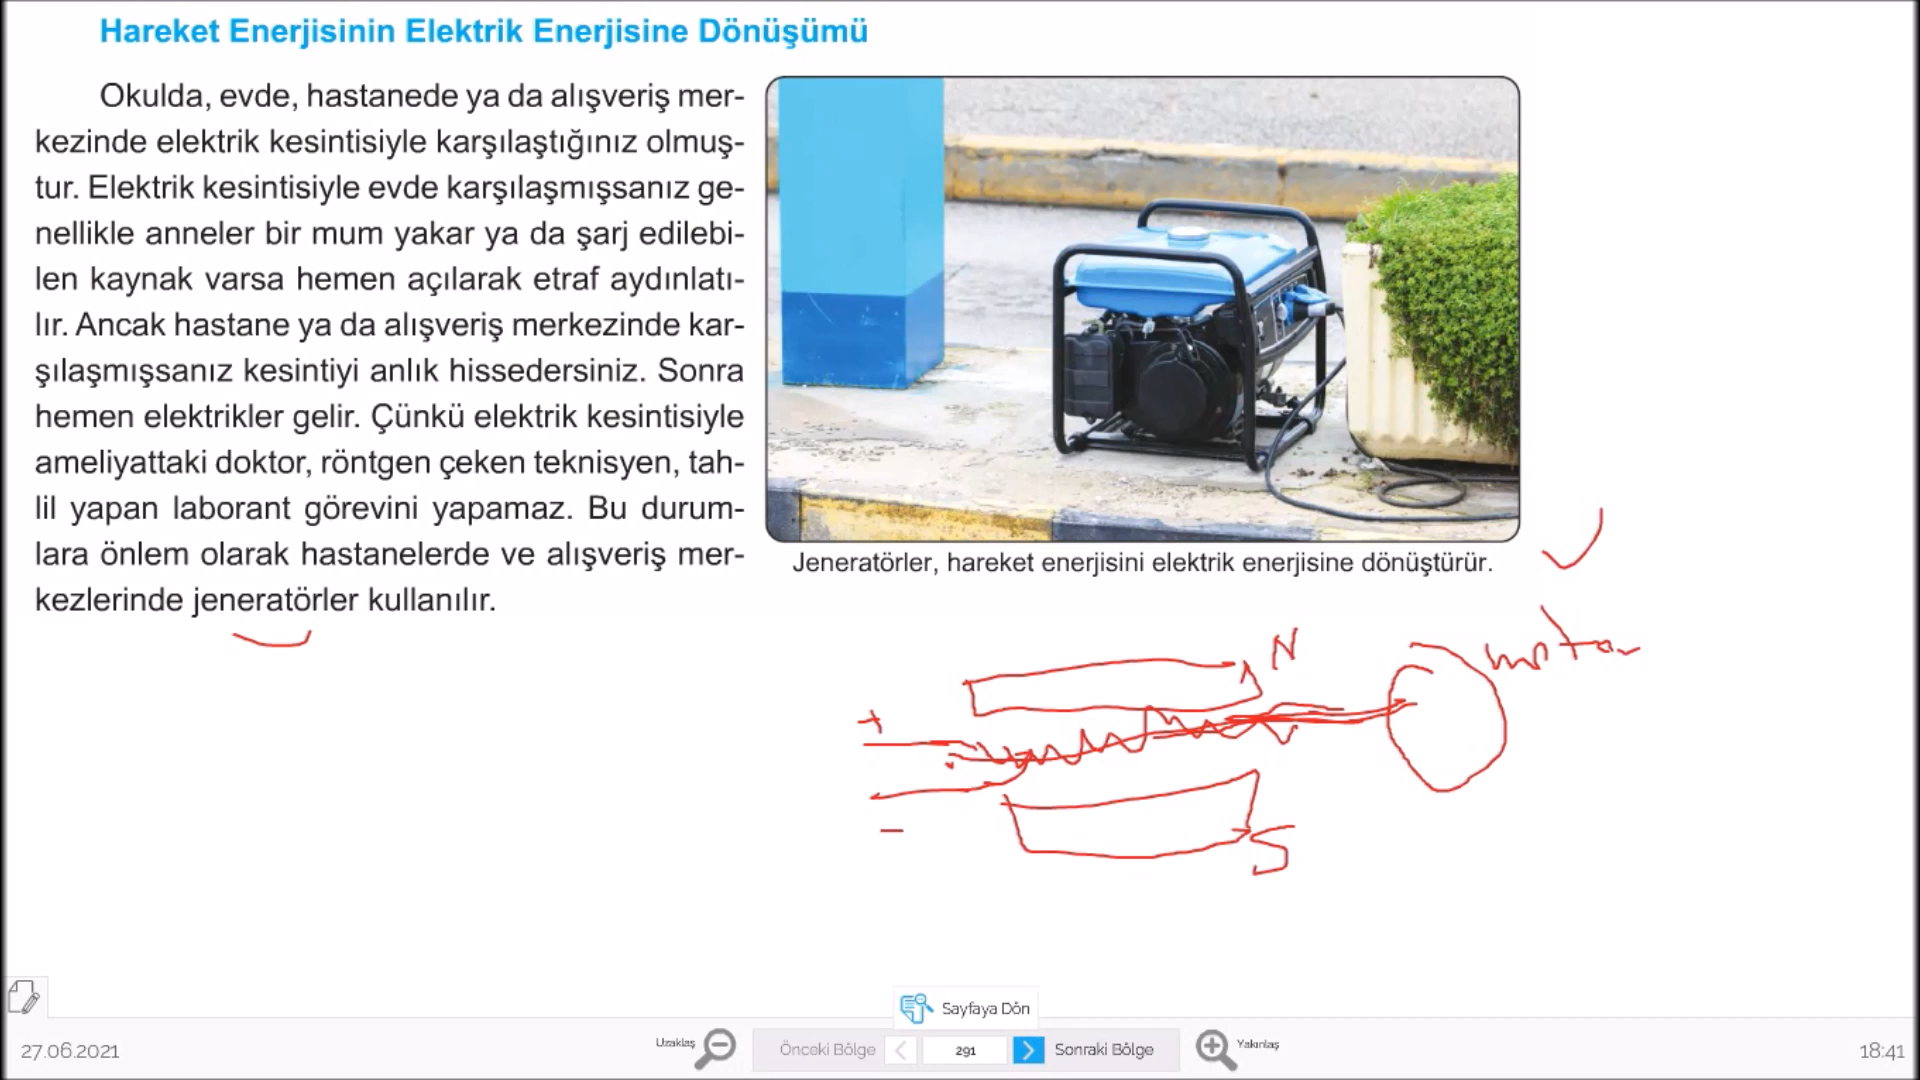 Hareket Enerjisinin Elektrik Enerjisine Dönüşümü
Okulda, evde, hastanede ya da alışveriş mer-
kezinde elektrik kesintisiyle karşılaştığınız olmuş-
tur. Elektrik kesintisiyle evde karşılaşmışsanız ge-
nellikle anneler bir mum yakar ya da şarj edilebi-
len kaynak varsa hemen açılarak etraf aydınlatı-
lır. Ancak hastane ya da alışveriş merkezinde kar-
şılaşmışsanız kesintiyi anlık hissedersiniz. Sonra
hemen elektrikler gelir. Çünkü elektrik kesintisiyle
ameliyattaki doktor, röntgen çeken teknisyen, tah-
lil yapan laborant görevini yapamaz. Bu durum-
lara önlem olarak hastanelerde ve alışveriş mer-
kezlerinde jeneratörler kullanılır.
Jeneratörler, hareket enerjisini elektrik enerjisine dönüştürür.
N
motor
+
-
S
Sayfaya Dön
27.06.2021
Uzaklaş
Önceki Bölge
291
Sonraki Bölge
Yakınlaş
18:41